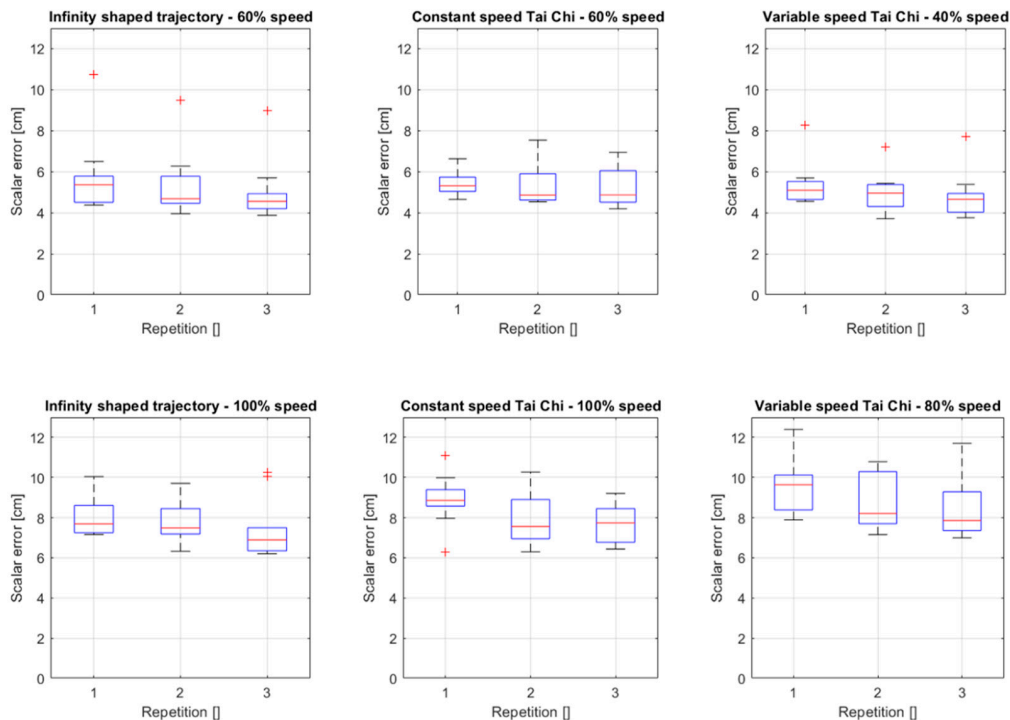 Infinity shaped trajectory - 60% speed
12
10
8
6
4
2
0
Scalar error [cm]
1 2 3
Repetition []
Constant speed Tai Chi - 60% speed
12
10
8
6
4
2
0
Scalar error [cm]
1 2 3
Repetition []
Variable speed Tai Chi - 40% speed
12
10
8
6
4
2
0
Scalar error [cm]
1 2 3
Repetition []
Infinity shaped trajectory - 100% speed
12
10
8
6
4
2
0
Scalar error [cm]
1 2 3
Repetition []
Constant speed Tai Chi - 100% speed
12
10
8
6
4
2
0
Scalar error [cm]
1 2 3
Repetition []
Variable speed Tai Chi - 80% speed
12
10
8
6
4
2
0
Scalar error [cm]
1 2 3
Repetition []